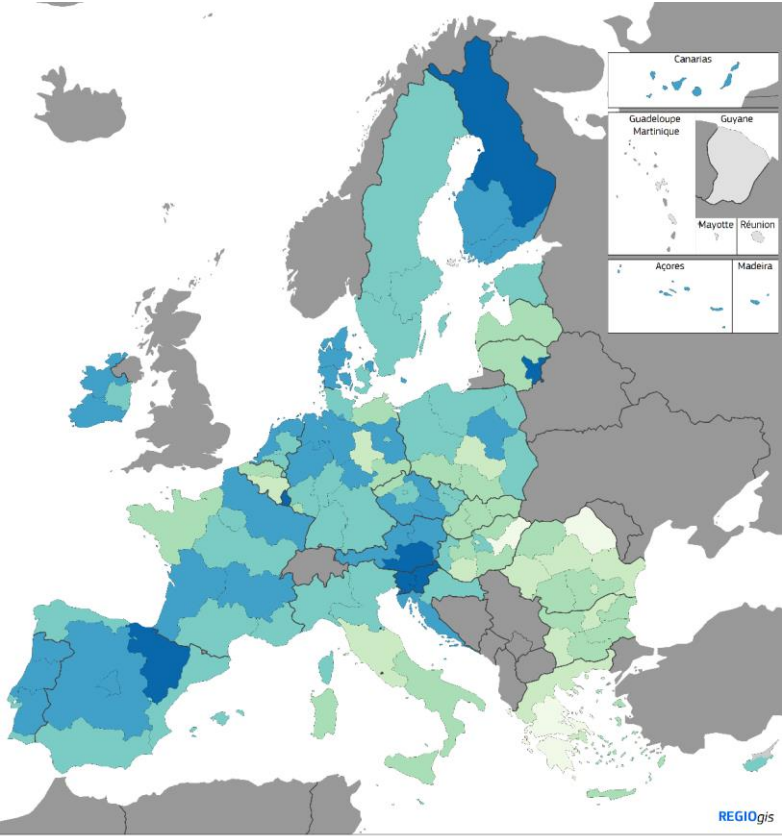 Canarias
Guadeloupe
Martinique
Guyane
Mayotte
Réunion
Açores
Madeira
REGIOgis